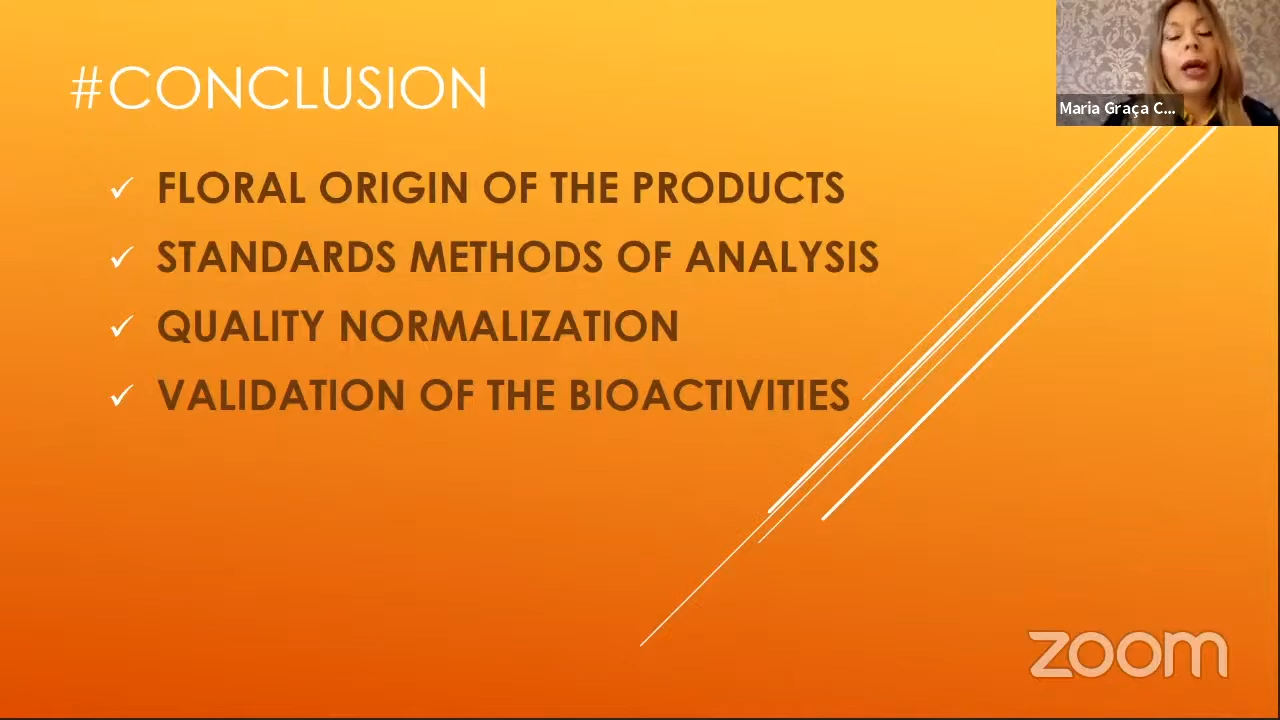 #CONCLUSION
Maria Graça C...
FLORAL ORIGIN OF THE PRODUCTS
STANDARDS METHODS OF ANALYSIS
QUALITY NORMALIZATION
VALIDATION OF THE BIOACTIVITIES
zoom